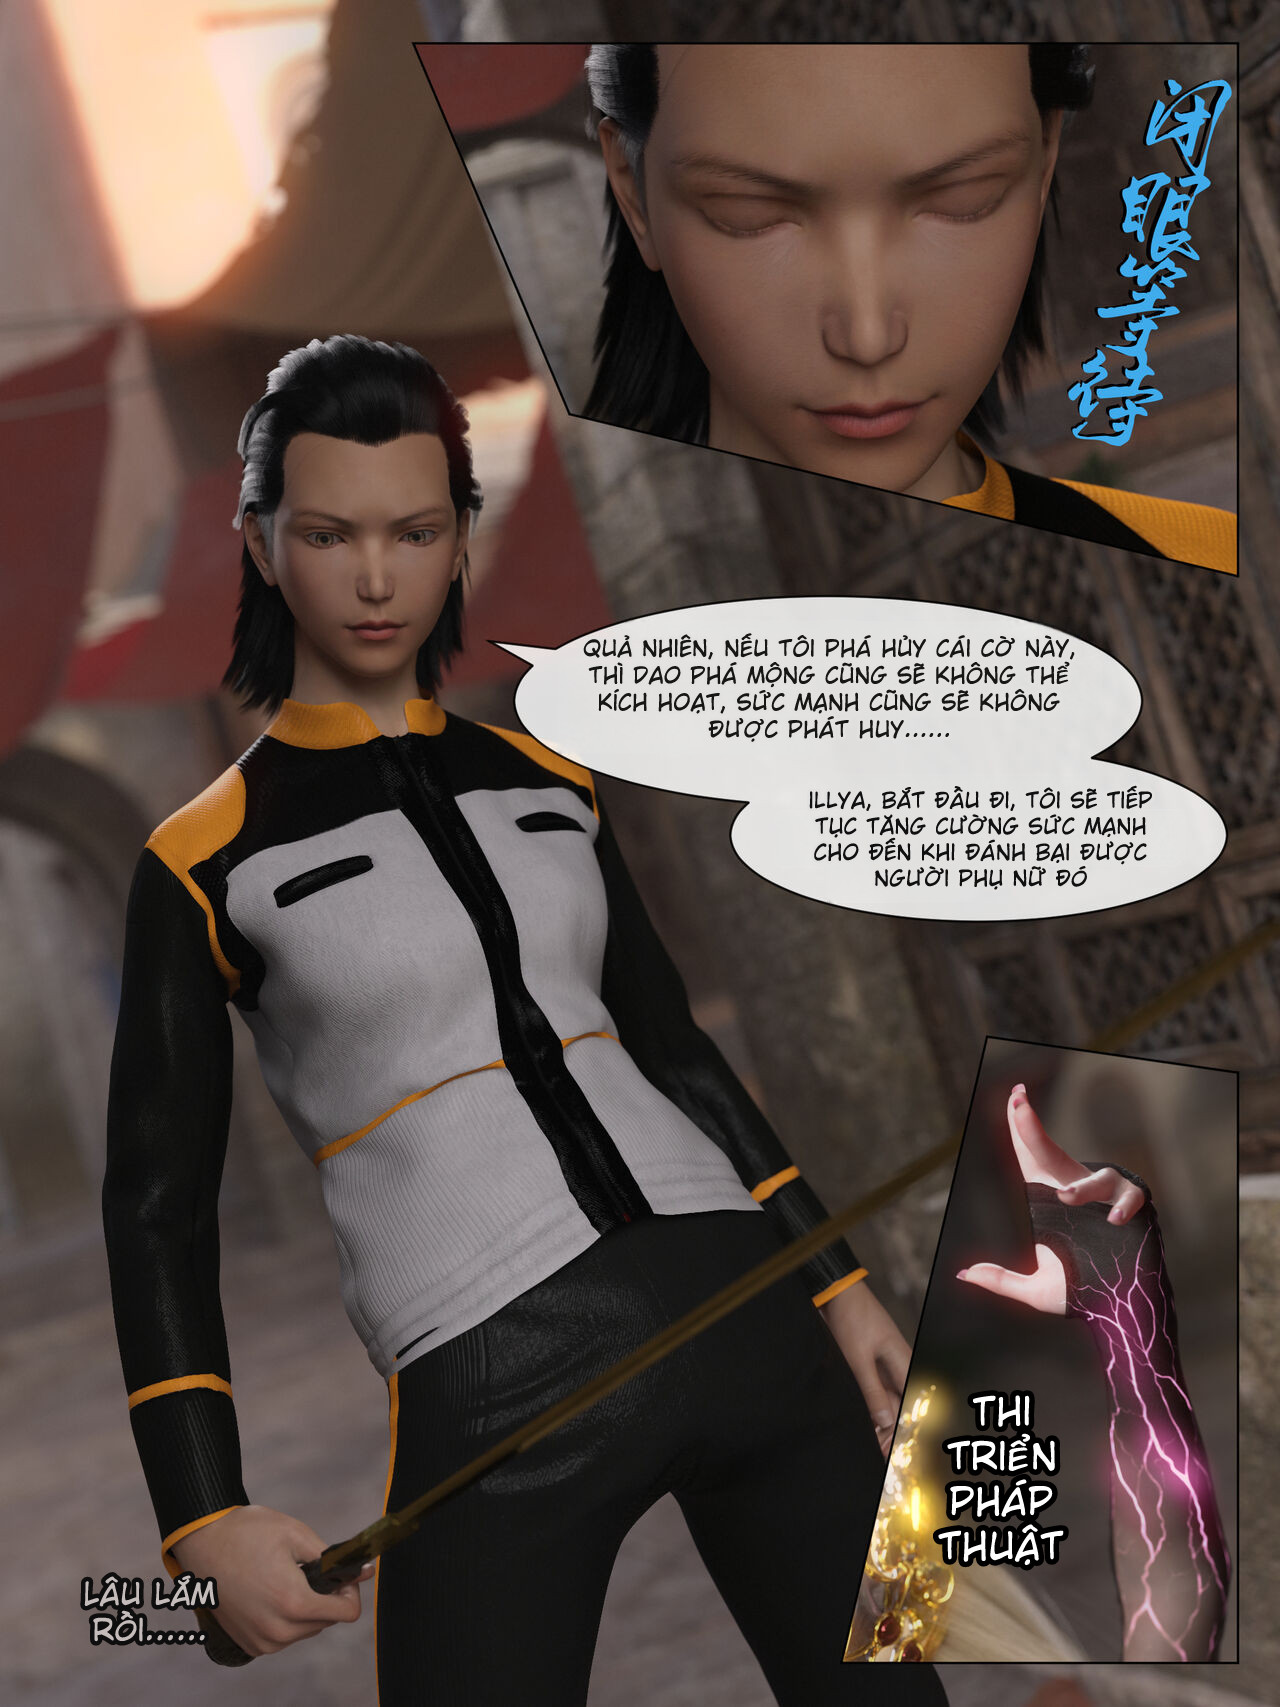 闭
眼
等
待
QUẢ NHIÊN, NẾU TÔI PHÁ HỦY CÁI CỜ NÀY,
THÌ DAO PHÁ MỘNG CŨNG SẼ KHÔNG THỂ
KÍCH HOẠT, SỨC MẠNH CŨNG SẼ KHÔNG
ĐƯỢC PHÁT HUY......
ILLYA, BẮT ĐẦU ĐI, TÔI SẼ TIẾP
TỤC TĂNG CƯỜNG SỨC MẠNH
CHO ĐẾN KHI ĐÁNH BẠI ĐƯỢC
NGƯỜI PHỤ NỮ ĐÓ
THI
TRIỂN
PHÁP
THUẬT
LÂU LẮM
RỒI......